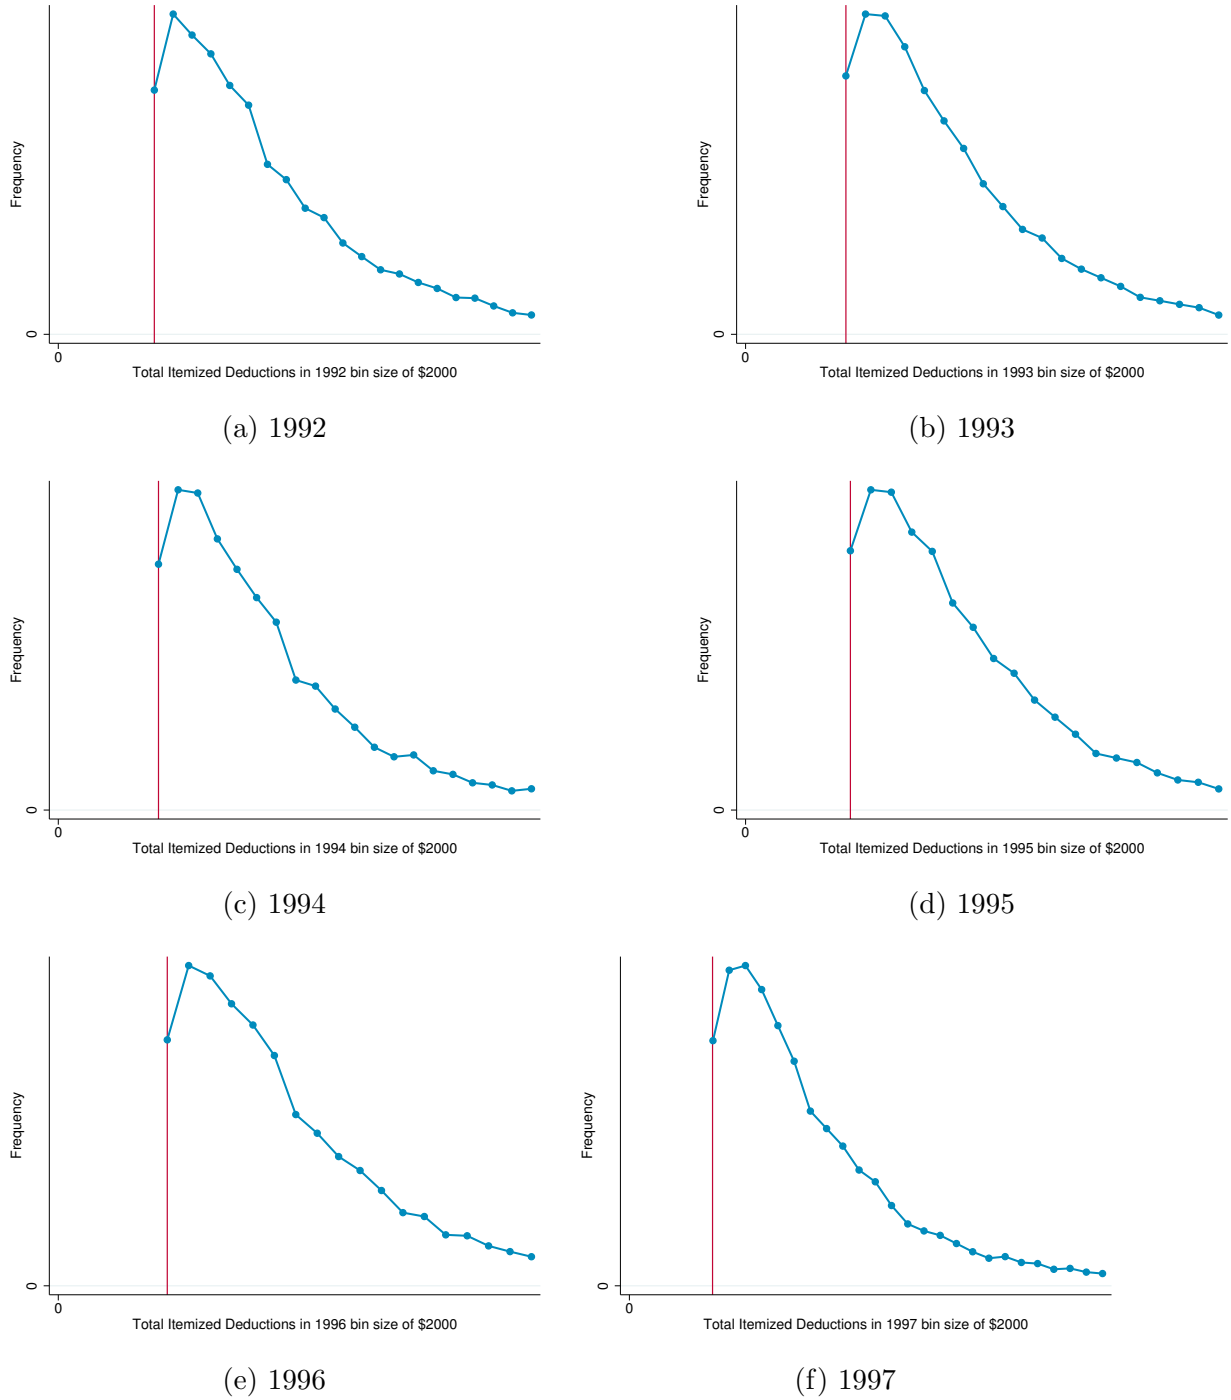 Frequency
0
0
Total Itemized Deductions in 1992 bin size of $2000
(a) 1992
Frequency
0
0
Total Itemized Deductions in 1993 bin size of $2000
(b) 1993
Frequency
0
0
Total Itemized Deductions in 1994 bin size of $2000
(c) 1994
Frequency
0
0
Total Itemized Deductions in 1995 bin size of $2000
(d) 1995
Frequency
0
0
Total Itemized Deductions in 1996 bin size of $2000
(e) 1996
Frequency
0
0
Total Itemized Deductions in 1997 bin size of $2000
(f) 1997